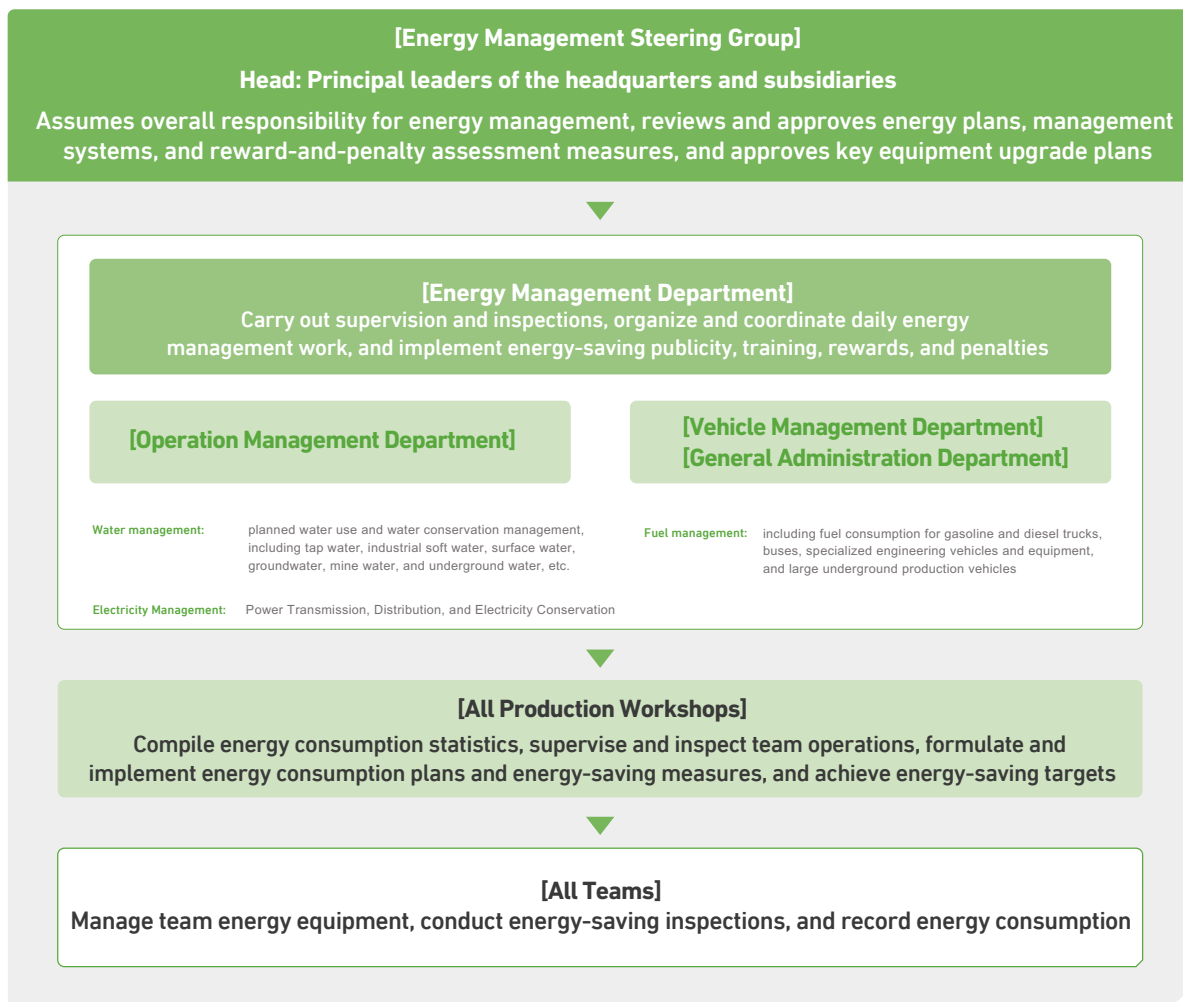 [Energy Management Steering Group]
Head: Principal leaders of the headquarters and subsidiaries
Assumes overall responsibility for energy management, reviews and approves energy plans, management
systems, and reward-and-penalty assessment measures, and approves key equipment upgrade plans
[Energy Management Department]
Carry out supervision and inspections, organize and coordinate daily energy
management work, and implement energy-saving publicity, training, rewards, and penalties
[Operation Management Department]
Water management: planned water use and water conservation management,
including tap water, industrial soft water, surface water,
groundwater, mine water, and underground water, etc.
Electricity Management: Power Transmission, Distribution, and Electricity Conservation
[Vehicle Management Department]
[General Administration Department]
Fuel management: including fuel consumption for gasoline and diesel trucks,
buses, specialized engineering vehicles and equipment,
and large underground production vehicles
[All Production Workshops]
Compile energy consumption statistics, supervise and inspect team operations, formulate and
implement energy consumption plans and energy-saving measures, and achieve energy-saving targets
[All Teams]
Manage team energy equipment, conduct energy-saving inspections, and record energy consumption